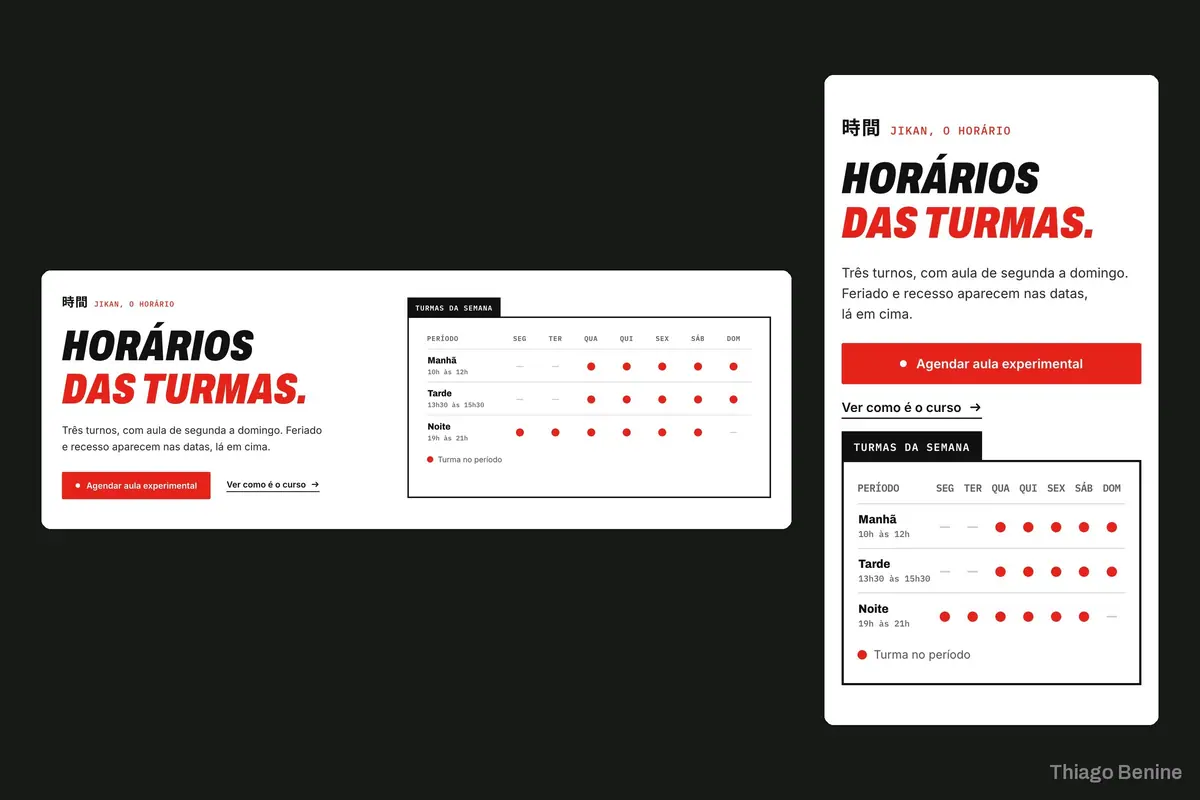 時間 JIKAN, O HORÁRIO
HORÁRIOS
DAS TURMAS.
Três turnos, com aula de segunda a domingo. Feriado
e recesso aparecem nas datas, lá em cima.
Agendar aula experimental
Ver como é o curso →
TURMAS DA SEMANA
PERÍODO SEG TER QUA QUI SEX SÁB DOM
Manhã — — ● ● ● ● ●
10h às 12h
Tarde — — ● ● ● ● ●
13h30 às 15h30
Noite ● ● ● ● ● ● —
19h às 21h
● Turma no período
時間 JIKAN, O HORÁRIO
HORÁRIOS
DAS TURMAS.
Três turnos, com aula de segunda a domingo.
Feriado e recesso aparecem nas datas,
lá em cima.
Agendar aula experimental
Ver como é o curso →
TURMAS DA SEMANA
PERÍODO SEG TER QUA QUI SEX SÁB DOM
Manhã — — ● ● ● ● ●
10h às 12h
Tarde — — ● ● ● ● ●
13h30 às 15h30
Noite ● ● ● ● ● ● —
19h às 21h
● Turma no período
Thiago Benine